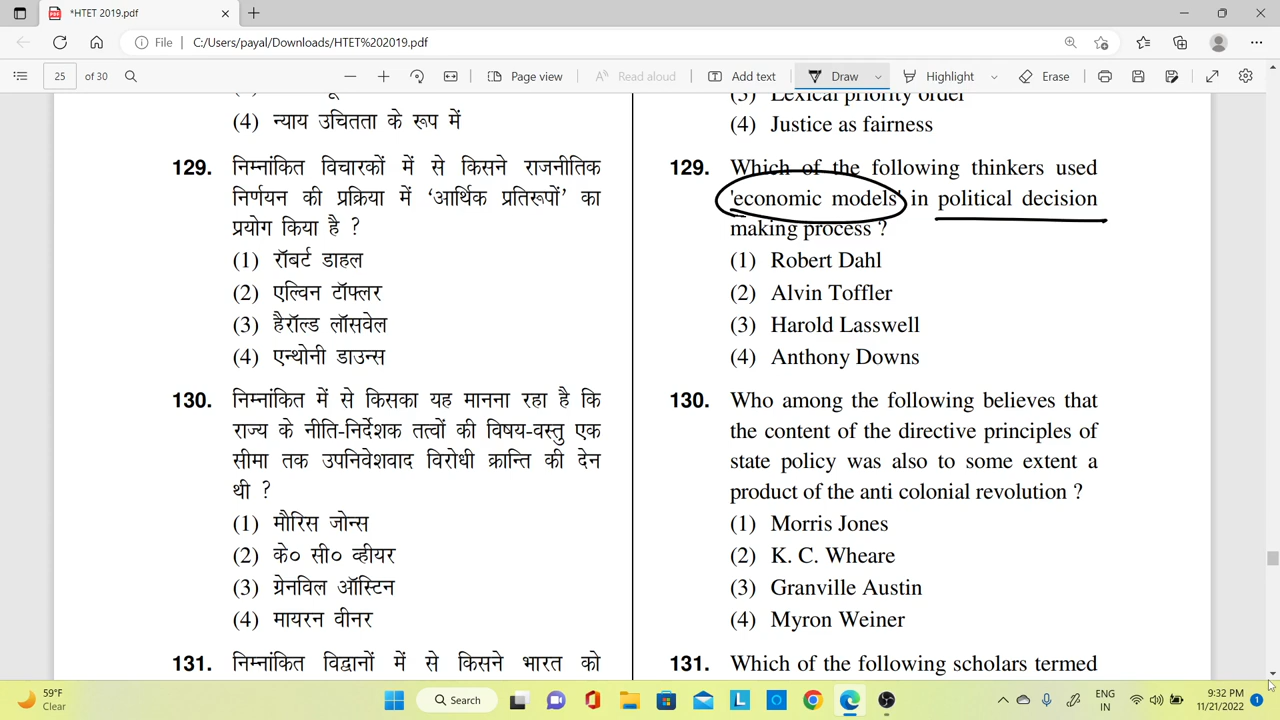 *HTET 2019.pdf
File C:/Users/payal/Downloads/HTET%202019.pdf
25 of 30 Page view Read aloud Add text Draw Highlight Erase
(4) न्याय उचितता के रूप में
129. निम्नांकित विचारकों में से किसने राजनीतिक
निर्णयन की प्रक्रिया में ‘आर्थिक प्रतिरूपों’ का
प्रयोग किया है ?
(1) रॉबर्ट डाहल
(2) एल्विन टॉफ्लर
(3) हैरॉल्ड लॉसवेल
(4) एन्थोनी डाउन्स
130. निम्नांकित में से किसका यह मानना रहा है कि
राज्य के नीति-निर्देशक तत्वों की विषय-वस्तु एक
सीमा तक उपनिवेशवाद विरोधी क्रान्ति की देन
थी ?
(1) मौरिस जोन्स
(2) के० सी० व्हीयर
(3) ग्रेनविल ऑस्टिन
(4) मायरन वीनर
131. निम्नांकित विद्वानों में से किसने भारत को
(3) Lexical priority order
(4) Justice as fairness
129. Which of the following thinkers used
'economic models' in political decision
making process ?
(1) Robert Dahl
(2) Alvin Toffler
(3) Harold Lasswell
(4) Anthony Downs
130. Who among the following believes that
the content of the directive principles of
state policy was also to some extent a
product of the anti colonial revolution ?
(1) Morris Jones
(2) K. C. Wheare
(3) Granville Austin
(4) Myron Weiner
131. Which of the following scholars termed
59°F
Clear
Search
ENG
IN
9:32 PM
11/21/2022
1